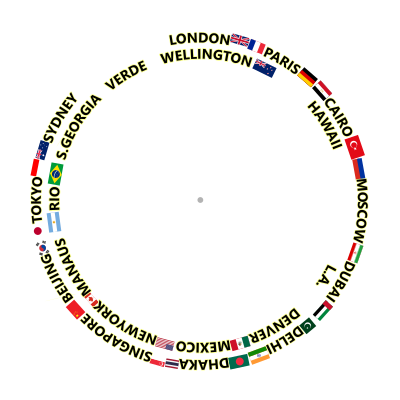 LONDON
PARIS
CAIRO
MOSCOW
DUBAI
DELHI
DHAKA
SINGAPORE
BEIJING
TOKYO
SYDNEY
WELLINGTON
HAWAII
L.A.
DENVER
MEXICO
NEWYORK
MANAUS
RIO
S.GEORGIA
VERDE